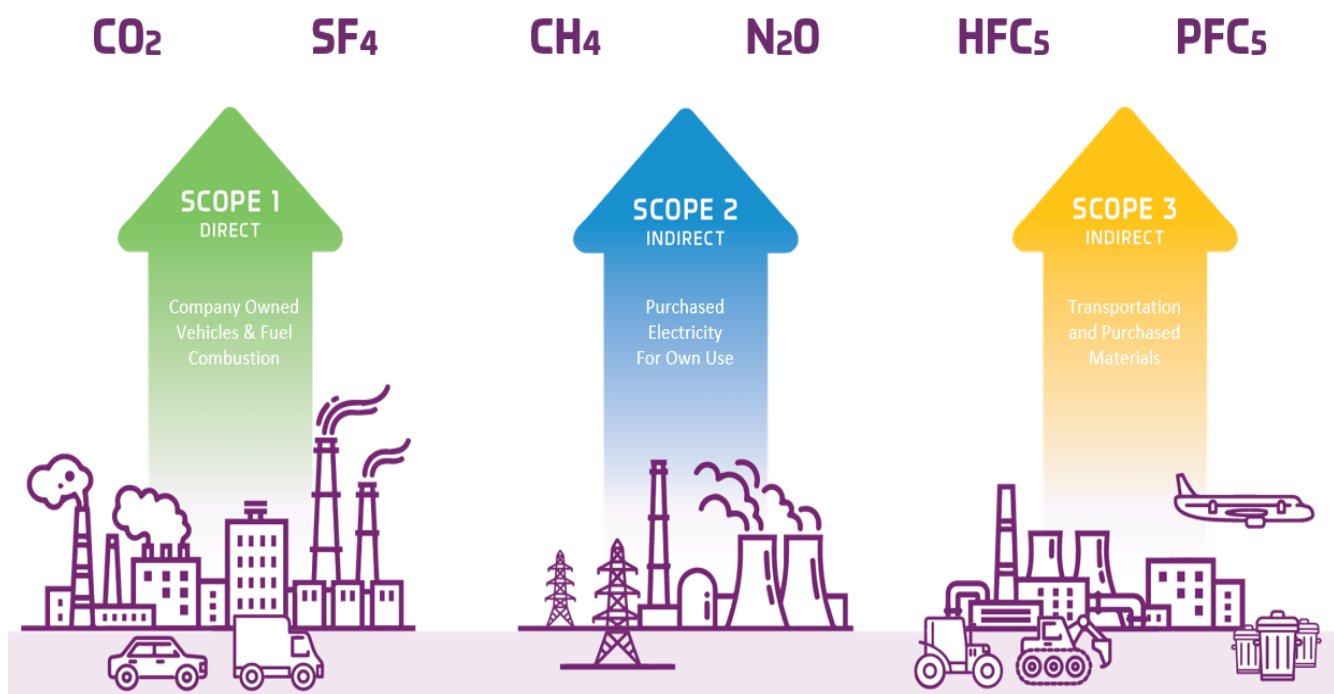 CO₂ SF₄ CH₄ N₂O HFC₅ PFC₅
SCOPE 1
DIRECT
Company Owned
Vehicles & Fuel
Combustion
SCOPE 2
INDIRECT
Purchased
Electricity
For Own Use
SCOPE 3
INDIRECT
Transportation
and Purchased
Materials